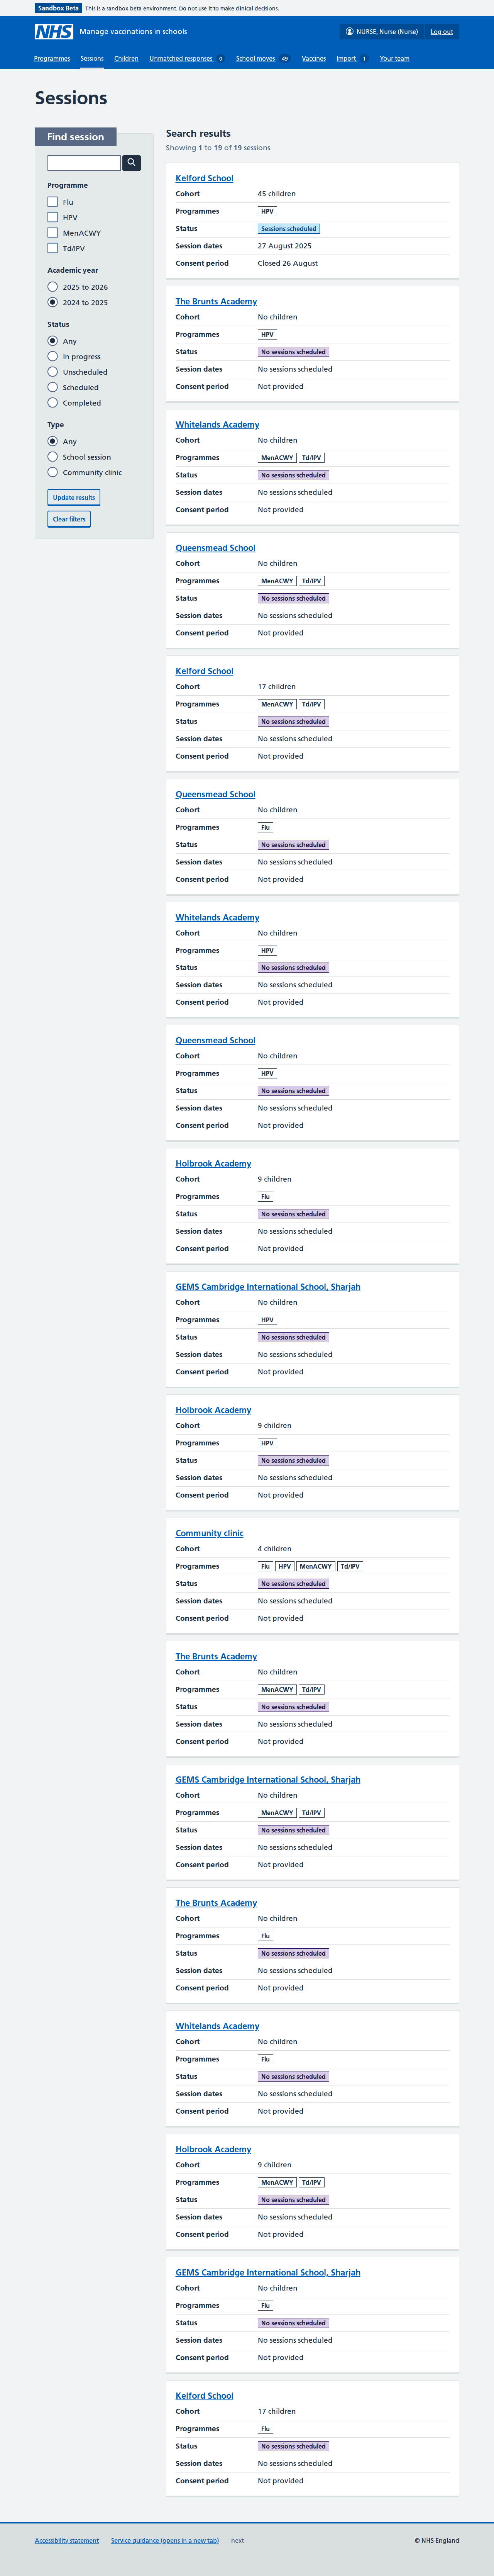 Sandbox Beta This is a sandbox-beta environment. Do not use it to make clinical decisions.
NHS Manage vaccinations in schools
NURSE, Nurse (Nurse) Log out
Programmes Sessions Children Unmatched responses 0 School moves 49 Vaccines Import 1 Your team
Sessions
Find session
Programme
Flu
HPV
MenACWY
Td/IPV
Academic year
2025 to 2026
2024 to 2025
Status
Any
In progress
Unscheduled
Scheduled
Completed
Type
Any
School session
Community clinic
Update results
Clear filters
Search results
Showing 1 to 19 of 19 sessions
Kelford School
Cohort 45 children
Programmes HPV
Status Sessions scheduled
Session dates 27 August 2025
Consent period Closed 26 August
The Brunts Academy
Cohort No children
Programmes HPV
Status No sessions scheduled
Session dates No sessions scheduled
Consent period Not provided
Whitelands Academy
Cohort No children
Programmes MenACWY Td/IPV
Status No sessions scheduled
Session dates No sessions scheduled
Consent period Not provided
Queensmead School
Cohort No children
Programmes MenACWY Td/IPV
Status No sessions scheduled
Session dates No sessions scheduled
Consent period Not provided
Kelford School
Cohort 17 children
Programmes MenACWY Td/IPV
Status No sessions scheduled
Session dates No sessions scheduled
Consent period Not provided
Queensmead School
Cohort No children
Programmes Flu
Status No sessions scheduled
Session dates No sessions scheduled
Consent period Not provided
Whitelands Academy
Cohort No children
Programmes HPV
Status No sessions scheduled
Session dates No sessions scheduled
Consent period Not provided
Queensmead School
Cohort No children
Programmes HPV
Status No sessions scheduled
Session dates No sessions scheduled
Consent period Not provided
Holbrook Academy
Cohort 9 children
Programmes Flu
Status No sessions scheduled
Session dates No sessions scheduled
Consent period Not provided
GEMS Cambridge International School, Sharjah
Cohort No children
Programmes HPV
Status No sessions scheduled
Session dates No sessions scheduled
Consent period Not provided
Holbrook Academy
Cohort 9 children
Programmes HPV
Status No sessions scheduled
Session dates No sessions scheduled
Consent period Not provided
Community clinic
Cohort 4 children
Programmes Flu HPV MenACWY Td/IPV
Status No sessions scheduled
Session dates No sessions scheduled
Consent period Not provided
The Brunts Academy
Cohort No children
Programmes MenACWY Td/IPV
Status No sessions scheduled
Session dates No sessions scheduled
Consent period Not provided
GEMS Cambridge International School, Sharjah
Cohort No children
Programmes MenACWY Td/IPV
Status No sessions scheduled
Session dates No sessions scheduled
Consent period Not provided
The Brunts Academy
Cohort No children
Programmes Flu
Status No sessions scheduled
Session dates No sessions scheduled
Consent period Not provided
Whitelands Academy
Cohort No children
Programmes Flu
Status No sessions scheduled
Session dates No sessions scheduled
Consent period Not provided
Holbrook Academy
Cohort 9 children
Programmes MenACWY Td/IPV
Status No sessions scheduled
Session dates No sessions scheduled
Consent period Not provided
GEMS Cambridge International School, Sharjah
Cohort No children
Programmes Flu
Status No sessions scheduled
Session dates No sessions scheduled
Consent period Not provided
Kelford School
Cohort 17 children
Programmes Flu
Status No sessions scheduled
Session dates No sessions scheduled
Consent period Not provided
Accessibility statement Service guidance (opens in a new tab) next © NHS England